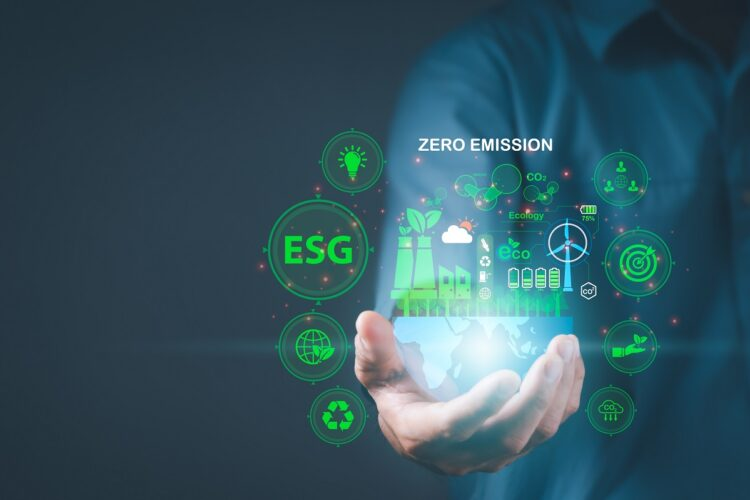 ZERO EMISSION
CO₂
Ecology
75%
ESG
eco
CO²
CO₂